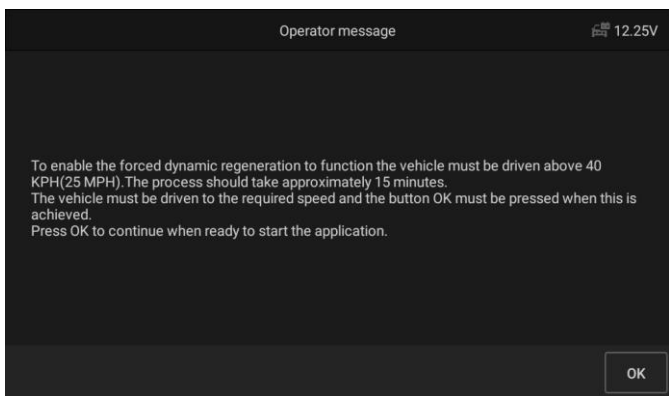 Operator message
12.25V
To enable the forced dynamic regeneration to function the vehicle must be driven above 40
KPH(25 MPH).The process should take approximately 15 minutes.
The vehicle must be driven to the required speed and the button OK must be pressed when this is
achieved.
Press OK to continue when ready to start the application.
OK